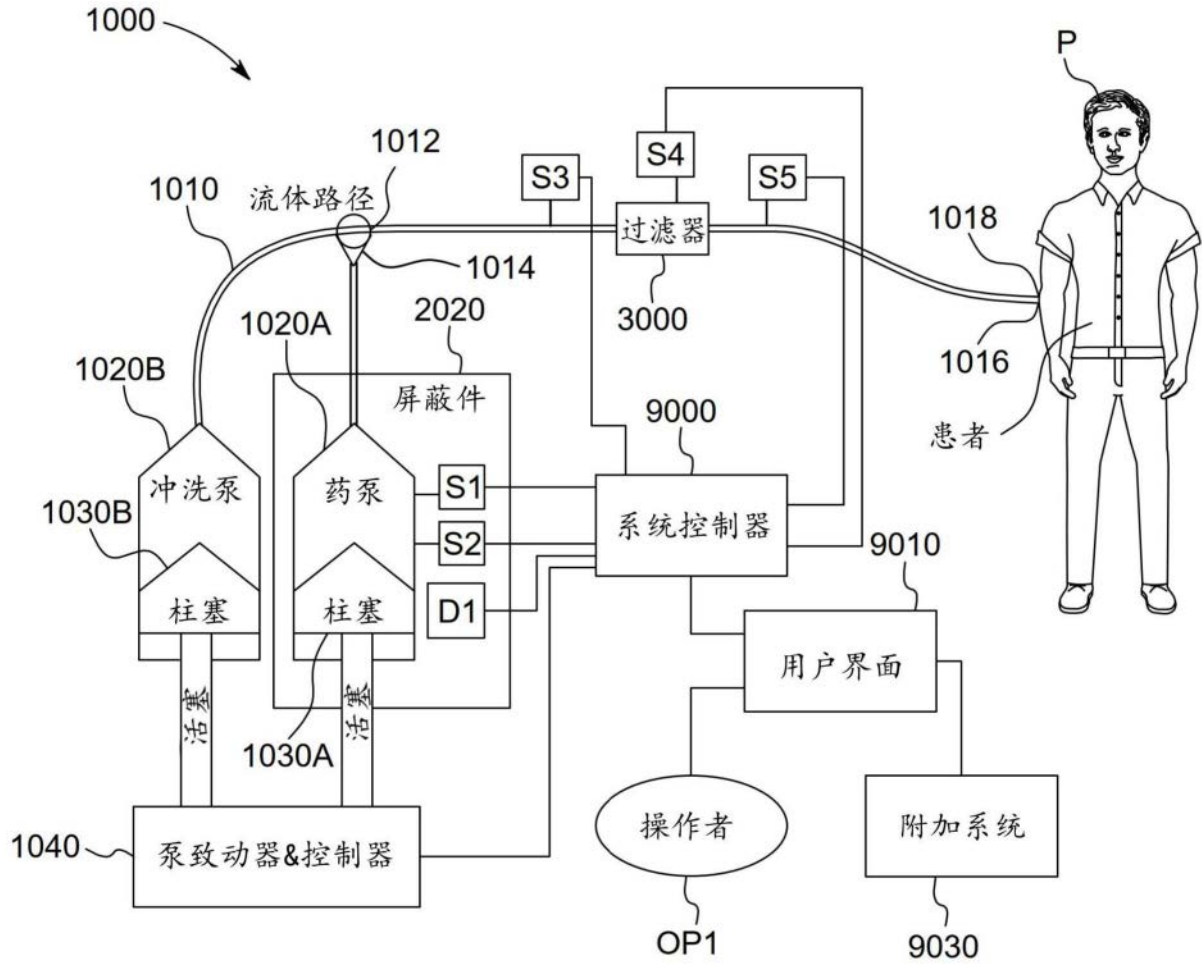 1000
P
S4
1012
S3
S5
1010
流体路径
过滤器
1018
1014
3000
2020
1020A
1016
1020B
屏蔽件
9000
患者
冲洗泵
药泵
S1
系统控制器
1030B
S2
9010
柱塞
柱塞
D1
用户界面
活塞
活塞
1030A
操作者
附加系统
1040
泵致动器&控制器
OP1
9030